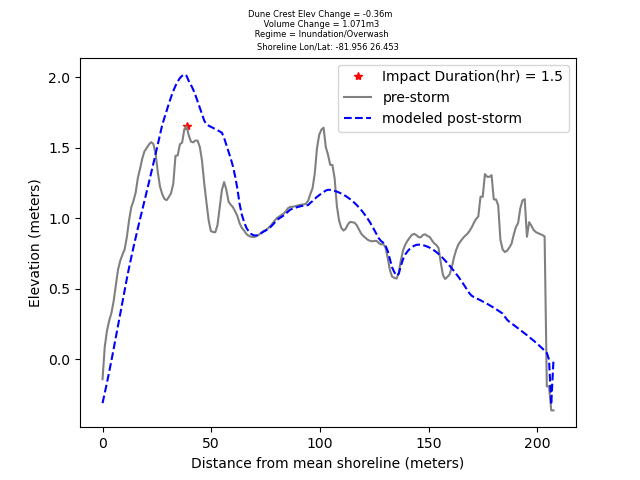 Dune Crest Elev Change = -0.36m
Volume Change = 1.071m3
Regime = Inundation/Overwash
Shoreline Lon/Lat: -81.956 26.453
Impact Duration(hr) = 1.5
pre-storm
modeled post-storm
2.0
1.5
1.0
0.5
0.0
Elevation (meters)
0 50 100 150 200
Distance from mean shoreline (meters)